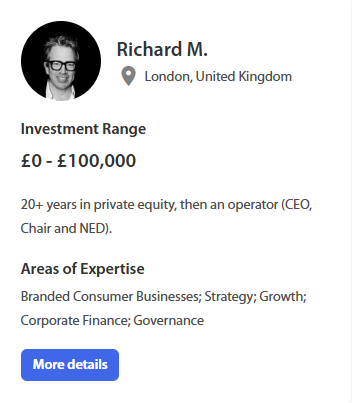 Richard M.
London, United Kingdom
Investment Range
£0 - £100,000
20+ years in private equity, then an operator (CEO,
Chair and NED).
Areas of Expertise
Branded Consumer Businesses; Strategy; Growth;
Corporate Finance; Governance
More details